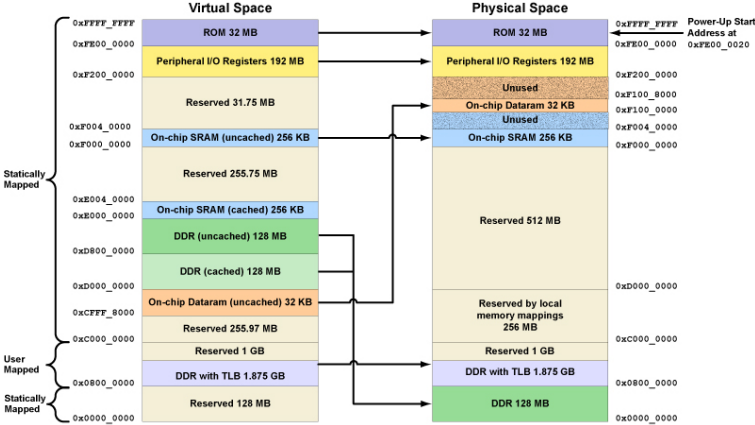 Virtual Space
Physical Space
0xFFFF_FFFF
ROM 32 MB
0xFE00_0000
Peripheral I/O Registers 192 MB
0xF200_0000
Reserved 31.75 MB
0xF004_0000
On-chip SRAM (uncached) 256 KB
0xF000_0000
Reserved 255.75 MB
0xE004_0000
On-chip SRAM (cached) 256 KB
0xE000_0000
DDR (uncached) 128 MB
0xD800_0000
DDR (cached) 128 MB
0xD000_0000
On-chip Dataram (uncached) 32 KB
0xCFFF_8000
Reserved 255.97 MB
0xC000_0000
Reserved 1 GB
DDR with TLB 1.875 GB
0x0800_0000
Reserved 128 MB
0x0000_0000
Statically
Mapped
User
Mapped
Statically
Mapped
ROM 32 MB
Peripheral I/O Registers 192 MB
Unused
On-chip Dataram 32 KB
Unused
On-chip SRAM 256 KB
Reserved 512 MB
Reserved by local
memory mappings
256 MB
Reserved 1 GB
DDR with TLB 1.875 GB
DDR 128 MB
0xFFFF_FFFF
0xFE00_0000
0xF200_0000
0xF100_8000
0xF100_0000
0xF004_0000
0xF000_0000
0xD000_0000
0xC000_0000
0x0800_0000
0x0000_0000
Power-Up Start
Address at
0xFE00_0020